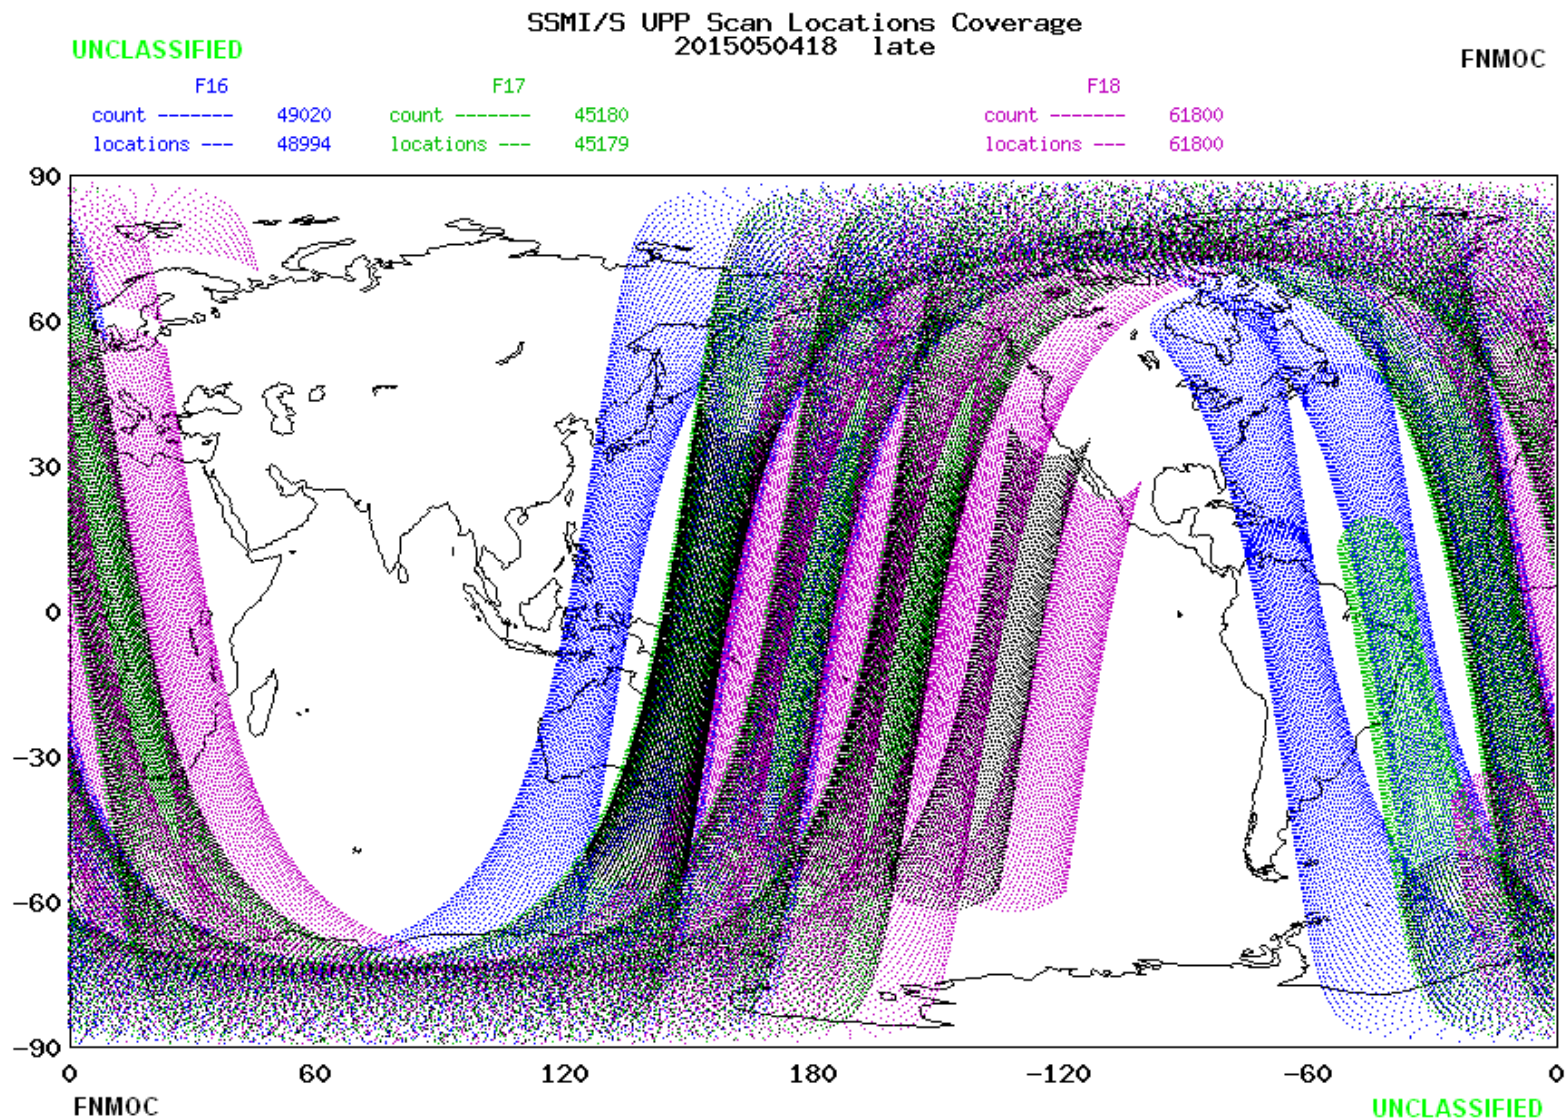 SSMI/S UPP Scan Locations Coverage
2015050418 late
UNCLASSIFIED
FNMOC
F16 F17 F18
count ------- 49020 count ------- 45180 count ------- 61800
locations --- 48994 locations --- 45179 locations --- 61800
90
60
30
0
-30
-60
-90
0 60 120 180 -120 -60 0
FNMOC
UNCLASSIFIED